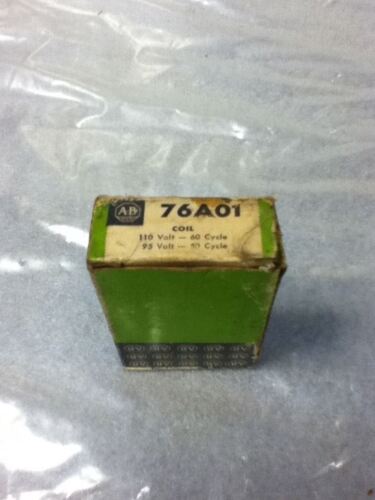 AB
76A01
COIL
110 Volt — 60 Cycle
95 Volt — 50 Cycle